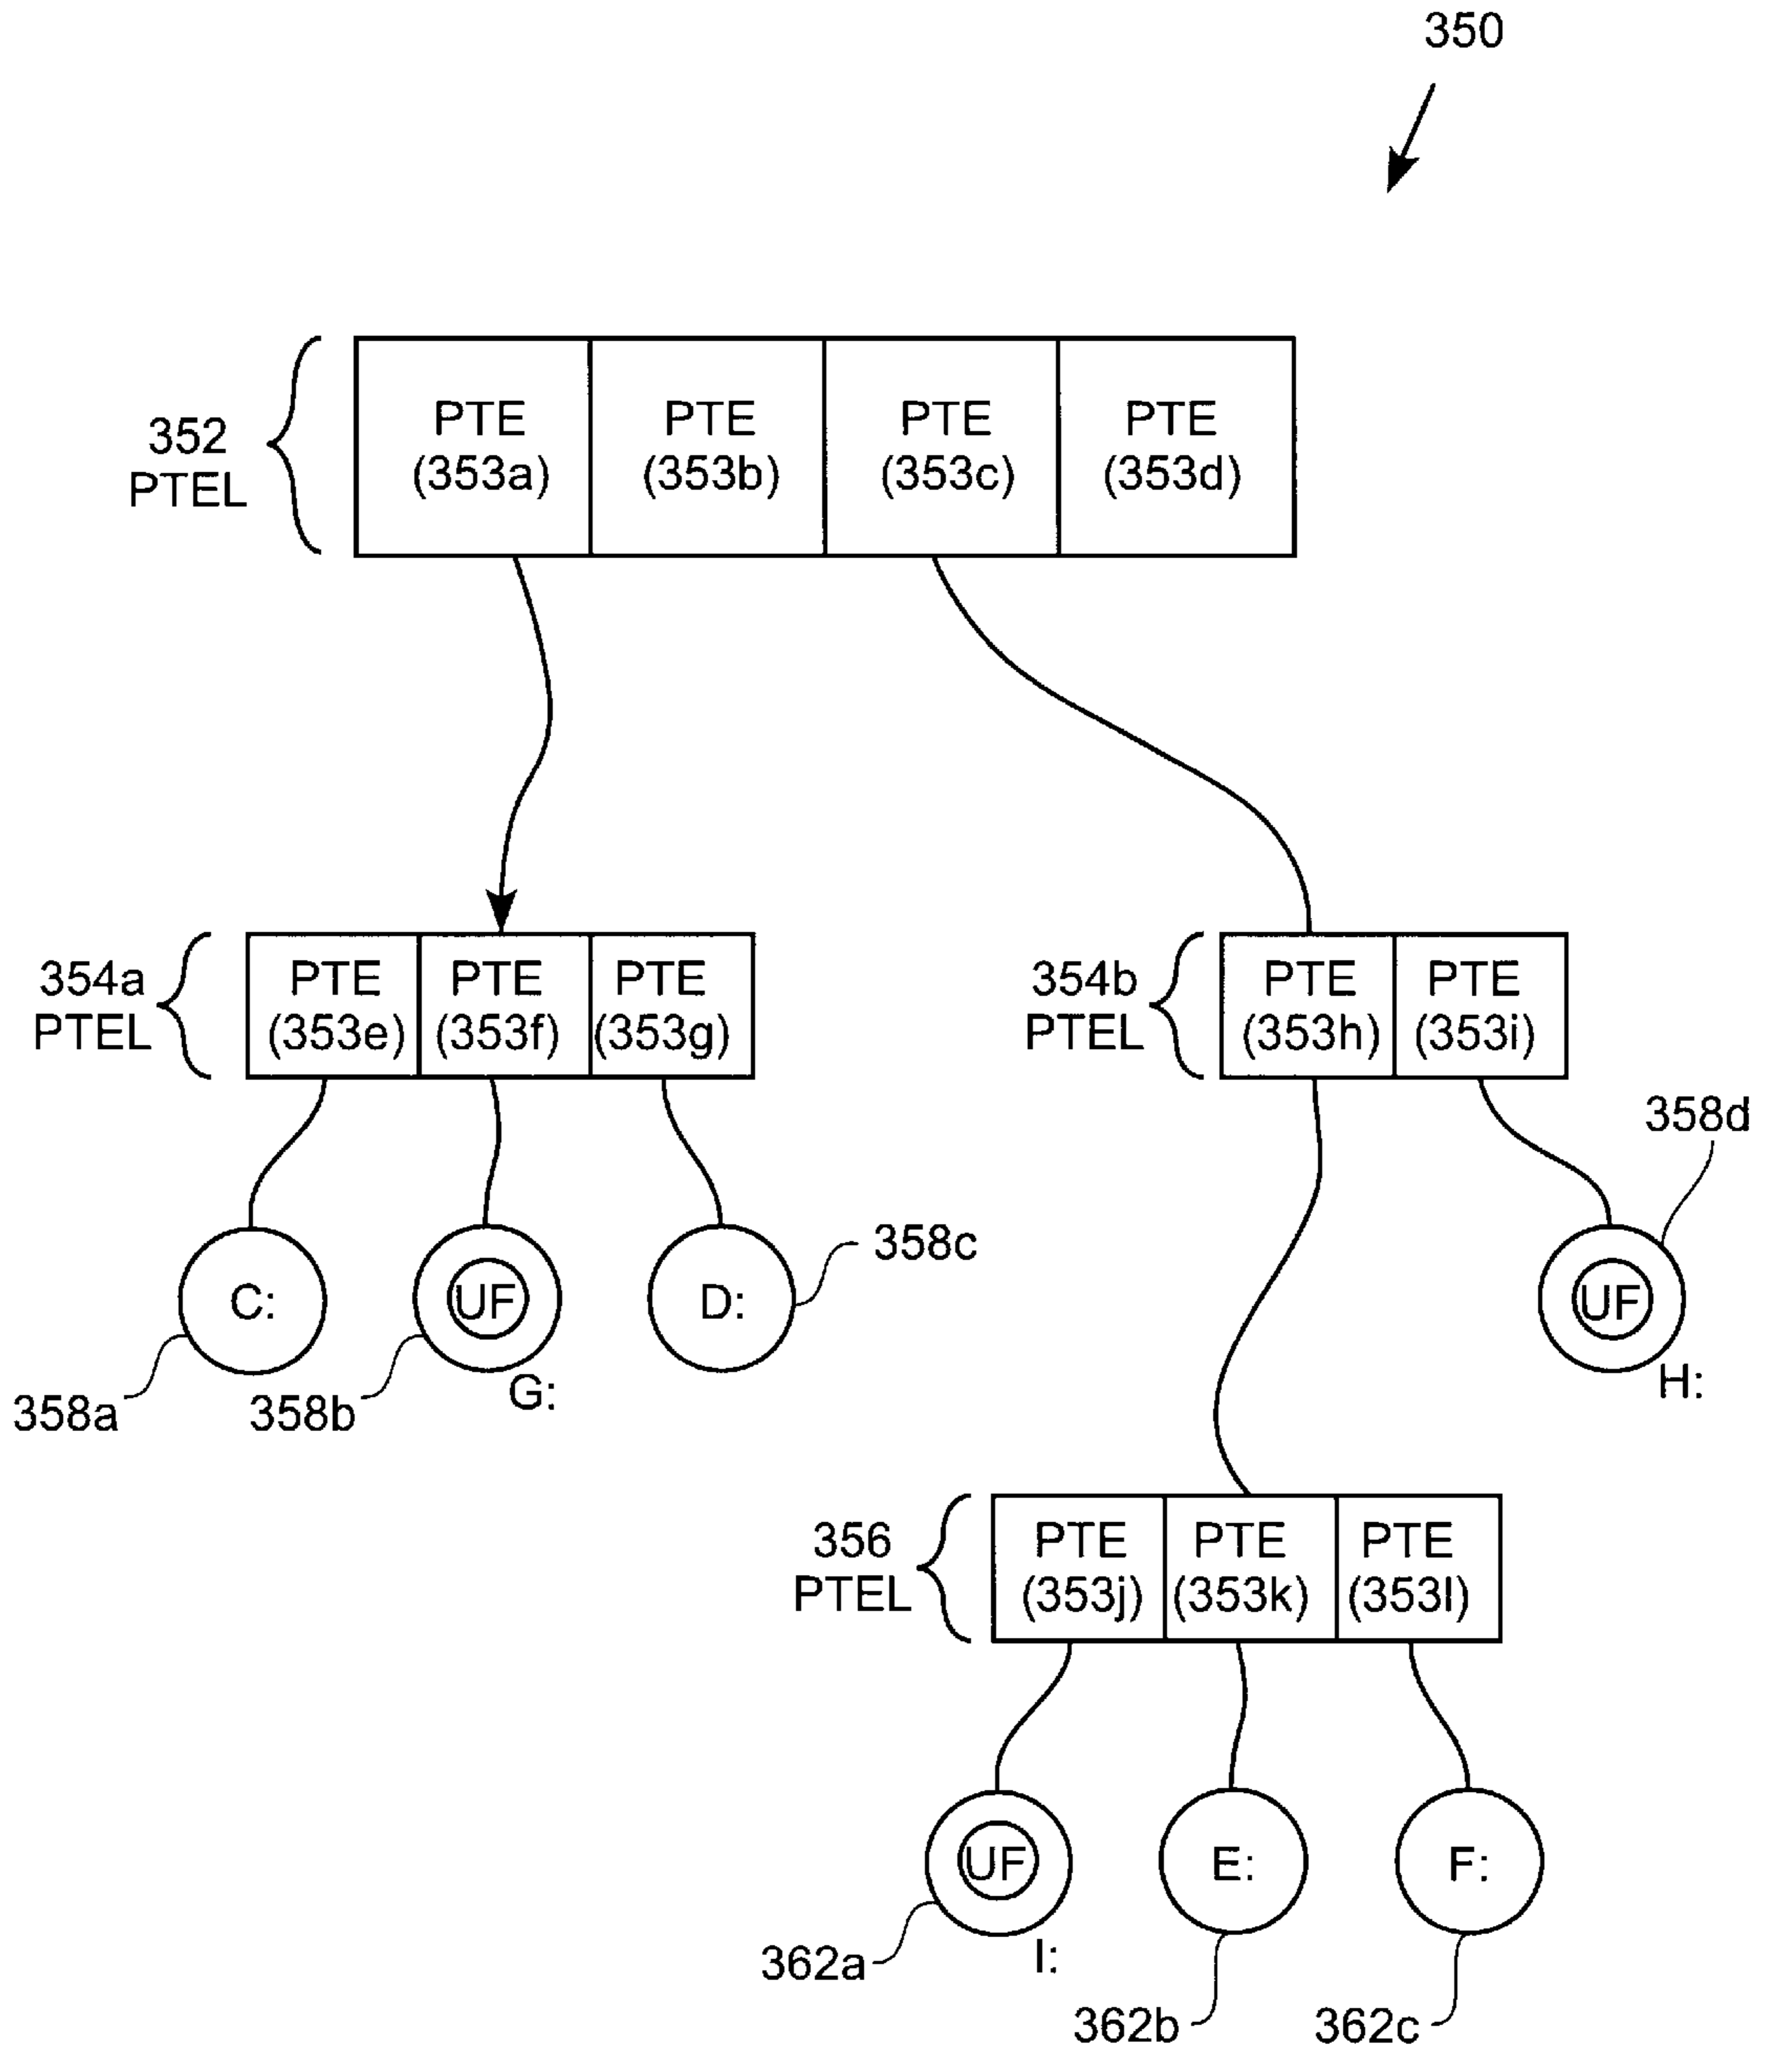 350
352
PTEL
PTE
(353a)
PTE
(353b)
PTE
(353c)
PTE
(353d)
354a
PTEL
PTE
(353e)
PTE
(353f)
PTE
(353g)
354b
PTEL
PTE
(353h)
PTE
(353i)
358d
C:
UF
D:
358c
UF
358a
358b
G:
H:
356
PTEL
PTE
(353j)
PTE
(353k)
PTE
(353l)
UF
E:
F:
362a
I:
362b
362c